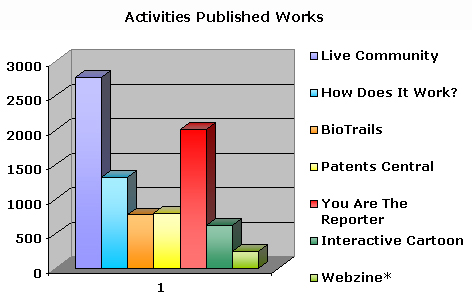 Activities Published Works
3000
2500
2000
1500
1000
500
0
1
Live Community
How Does It Work?
BioTrails
Patents Central
You Are The
Reporter
Interactive Cartoon
Webzine*